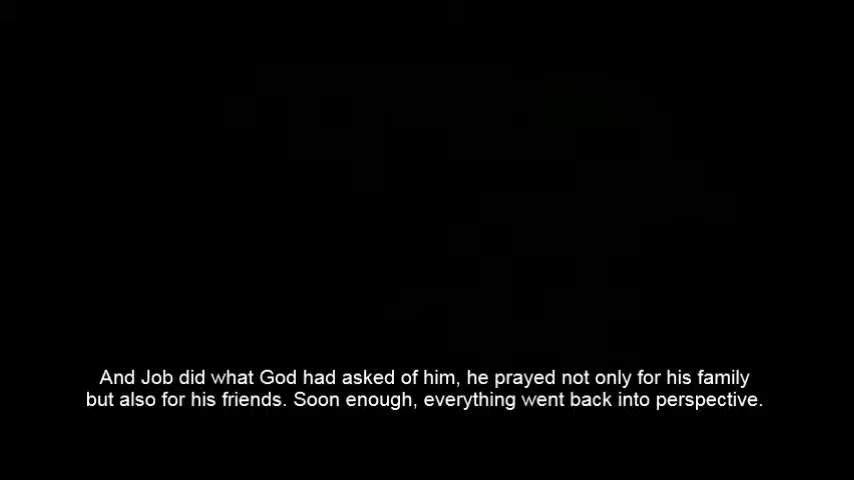 And Job did what God had asked of him, he prayed not only for his family
but also for his friends. Soon enough, everything went back into perspective.